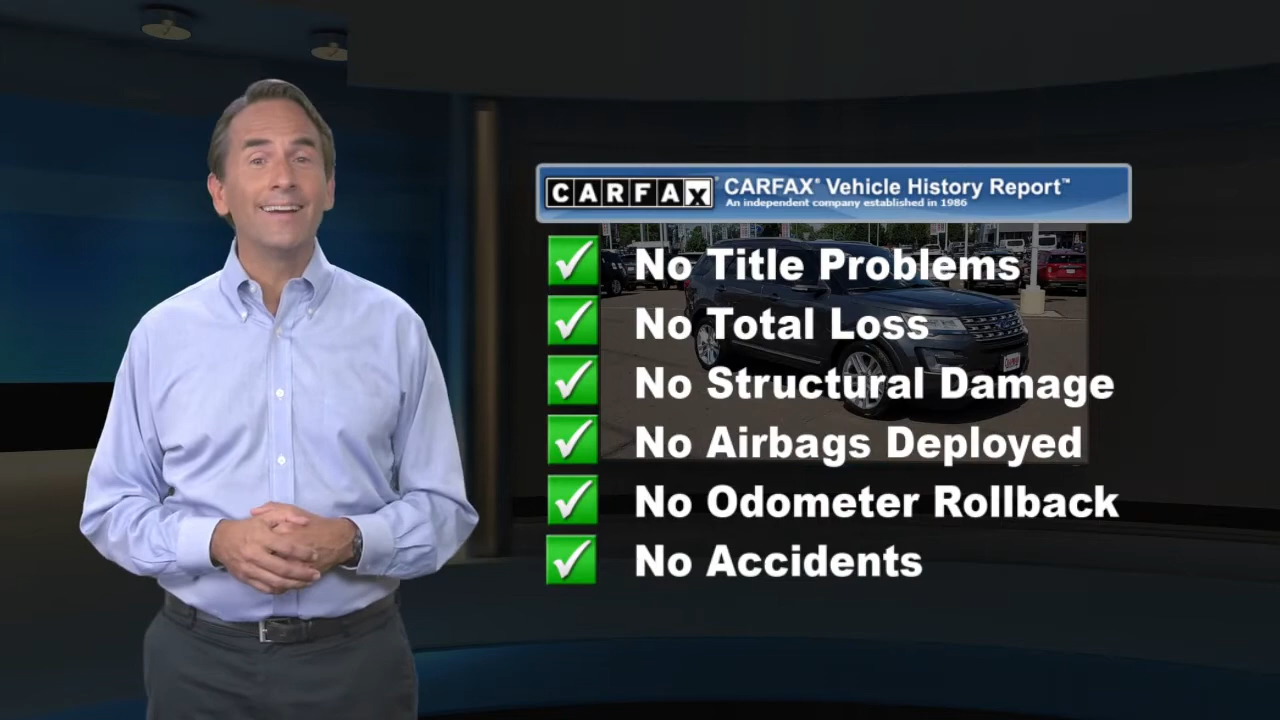 CARFAX
CARFAX® Vehicle History Report™
An independent company established in 1986
No Title Problems
No Total Loss
No Structural Damage
No Airbags Deployed
No Odometer Rollback
No Accidents